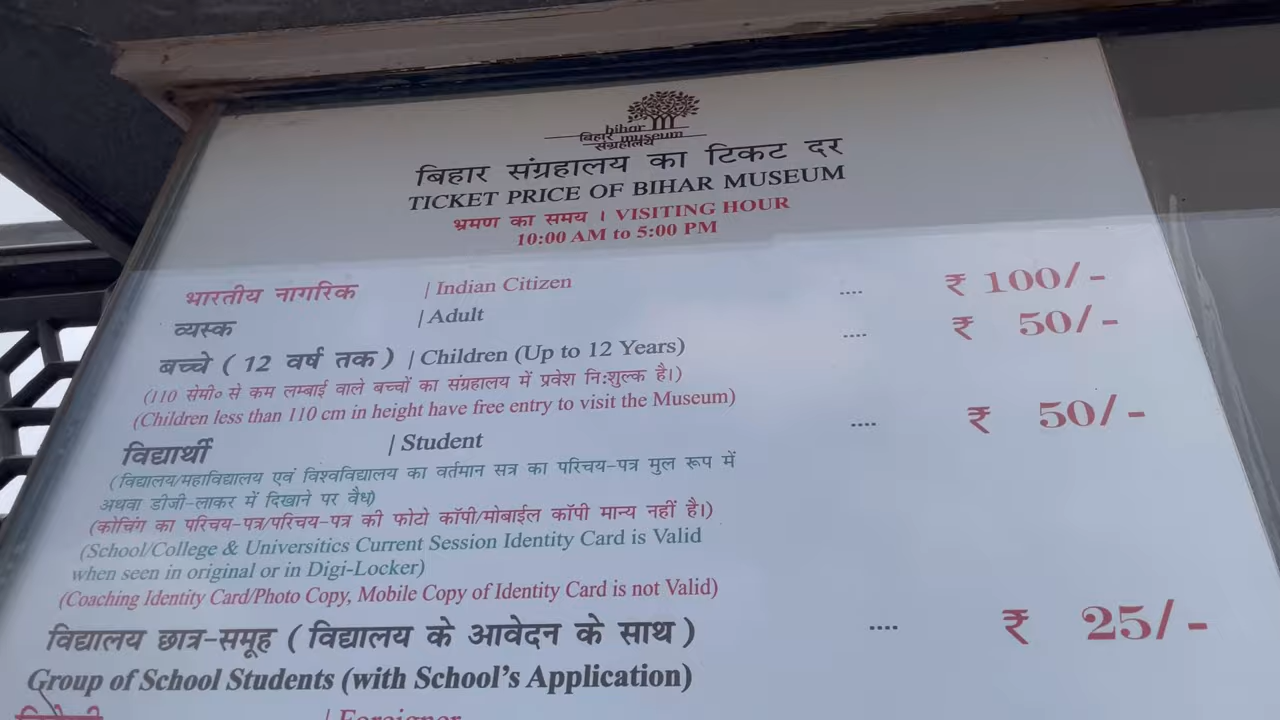 bihar
बिहार museum
संग्रहालय
बिहार संग्रहालय का टिकट दर
TICKET PRICE OF BIHAR MUSEUM
भ्रमण का समय । VISITING HOUR
10:00 AM to 5:00 PM
भारतीय नागरिक | Indian Citizen
व्यस्क | Adult .... ₹ 100/-
बच्चे ( 12 वर्ष तक ) | Children (Up to 12 Years) .... ₹ 50/-
(110 सेमी० से कम लम्बाई वाले बच्चों का संग्रहालय में प्रवेश नि:शुल्क है।)
(Children less than 110 cm in height have free entry to visit the Museum)
विद्यार्थी | Student .... ₹ 50/-
(विद्यालय/महाविद्यालय एवं विश्वविद्यालय का वर्तमान सत्र का परिचय-पत्र मुल रूप में
अथवा डीजी-लाकर में दिखाने पर वैध)
(कोचिंग का परिचय-पत्र/परिचय-पत्र की फोटो कॉपी/मोबाईल कॉपी मान्य नहीं है।)
(School/College & Universitics Current Session Identity Card is Valid
when seen in original or in Digi-Locker)
(Coaching Identity Card/Photo Copy, Mobile Copy of Identity Card is not Valid)
विद्यालय छात्र-समूह ( विद्यालय के आवेदन के साथ ) .... ₹ 25/-
Group of School Students (with School's Application)
| Foreigner